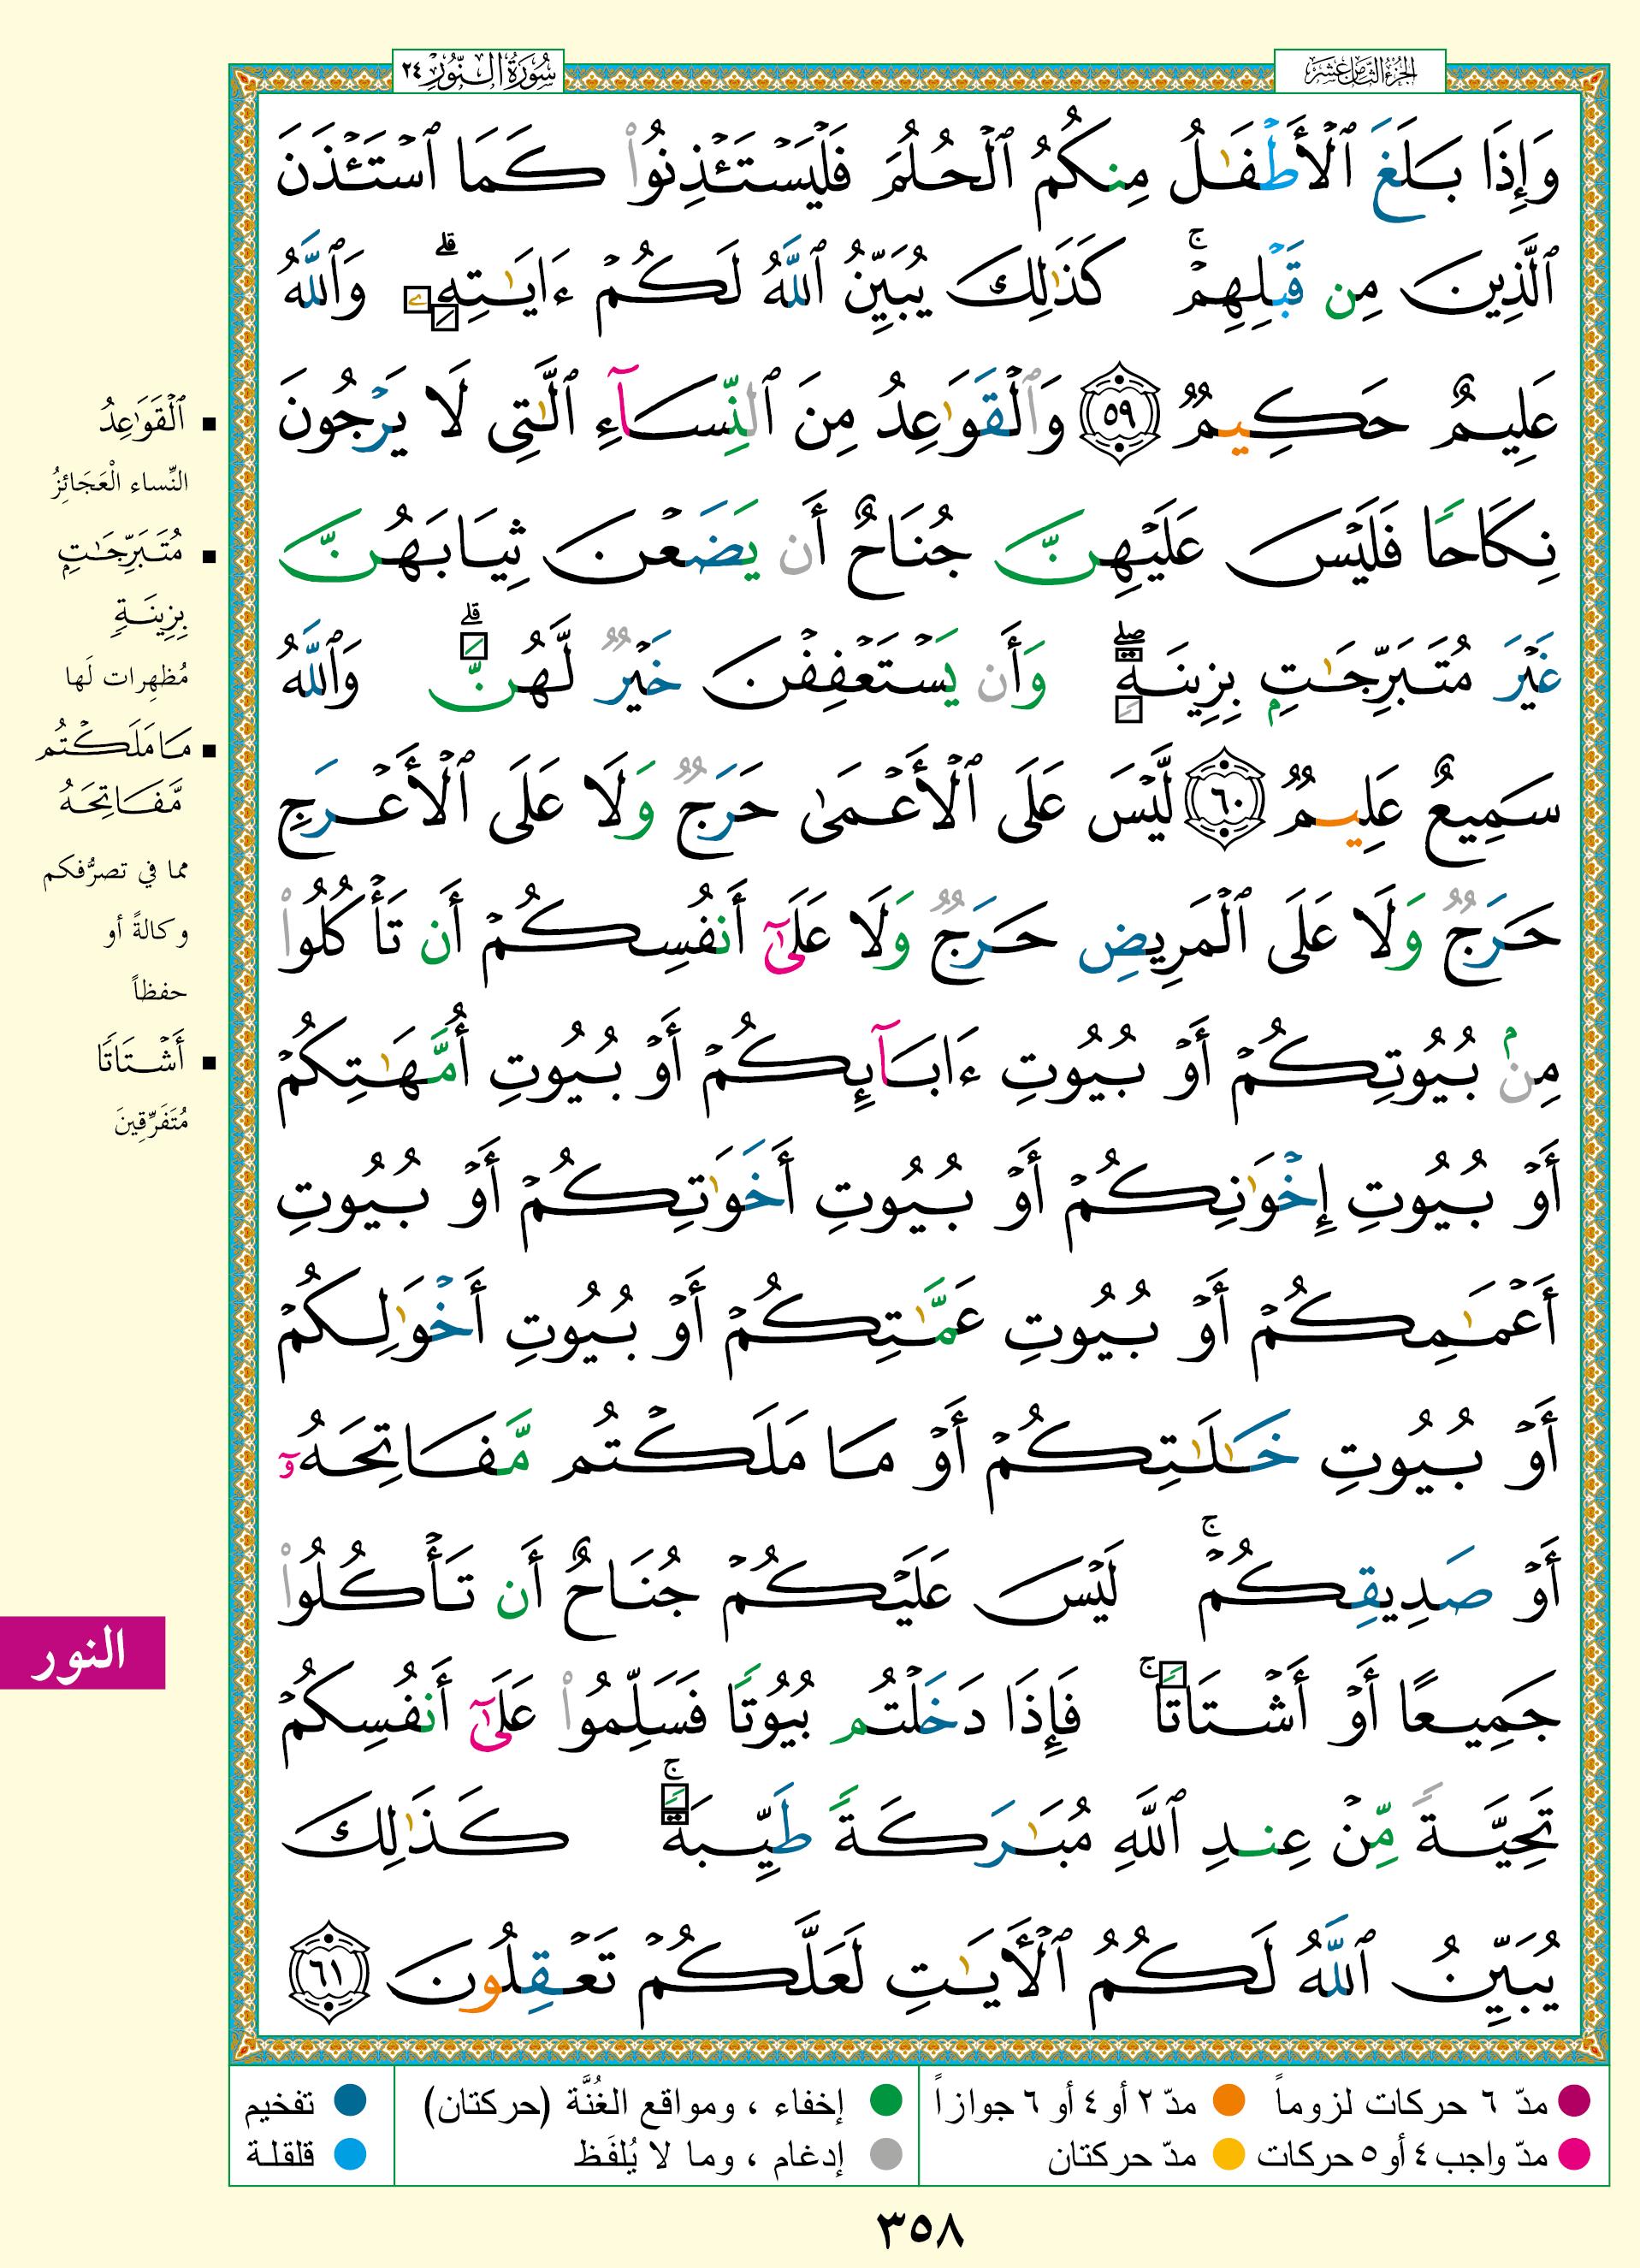 الجزء الثامن عشر
سُورَةُ النُّورِ ٢٤
وَإِذَا بَلَغَ ٱلْأَطْفَـٰلُ مِنكُمُ ٱلْحُلُمَ فَلْيَسْتَـْٔذِنُوا۟ كَمَا ٱسْتَـْٔذَنَ
ٱلَّذِينَ مِن قَبْلِهِمْ ۚ كَذَٰلِكَ يُبَيِّنُ ٱللَّهُ لَكُمْ ءَايَـٰتِهِۦ ۗ وَٱللَّهُ
عَلِيمٌ حَكِيمٌ ٥٩ وَٱلْقَوَٰعِدُ مِنَ ٱلنِّسَآءِ ٱلَّـٰتِى لَا يَرْجُونَ
نِكَاحًا فَلَيْسَ عَلَيْهِنَّ جُنَاحٌ أَن يَضَعْنَ ثِيَابَهُنَّ
غَيْرَ مُتَبَرِّجَـٰتٍۭ بِزِينَةٍ ۖ وَأَن يَسْتَعْفِفْنَ خَيْرٌ لَّهُنَّ ۗ وَٱللَّهُ
سَمِيعٌ عَلِيمٌ ٦٠ لَّيْسَ عَلَى ٱلْأَعْمَىٰ حَرَجٌ وَلَا عَلَى ٱلْأَعْرَجِ
حَرَجٌ وَلَا عَلَى ٱلْمَرِيضِ حَرَجٌ وَلَا عَلَىٰٓ أَنفُسِكُمْ أَن تَأْكُلُوا۟
مِنۢ بُيُوتِكُمْ أَوْ بُيُوتِ ءَابَآئِكُمْ أَوْ بُيُوتِ أُمَّهَـٰتِكُمْ
أَوْ بُيُوتِ إِخْوَٰنِكُمْ أَوْ بُيُوتِ أَخَوَٰتِكُمْ أَوْ بُيُوتِ
أَعْمَـٰمِكُمْ أَوْ بُيُوتِ عَمَّـٰتِكُمْ أَوْ بُيُوتِ أَخْوَٰلِكُمْ
أَوْ بُيُوتِ خَـٰلَـٰتِكُمْ أَوْ مَا مَلَكْتُم مَّفَاتِحَهُۥٓ
أَوْ صَدِيقِكُمْ ۚ لَيْسَ عَلَيْكُمْ جُنَاحٌ أَن تَأْكُلُوا۟
جَمِيعًا أَوْ أَشْتَاتًا ۚ فَإِذَا دَخَلْتُم بُيُوتًا فَسَلِّمُوا۟ عَلَىٰٓ أَنفُسِكُمْ
تَحِيَّةً مِّنْ عِندِ ٱللَّهِ مُبَـٰرَكَةً طَيِّبَةً ۚ كَذَٰلِكَ
يُبَيِّنُ ٱللَّهُ لَكُمُ ٱلْـَٔايَـٰتِ لَعَلَّكُمْ تَعْقِلُونَ ٦١
ٱلْقَوَٰعِدُ
النِّساء الْعَجَائِزُ
مُتَبَرِّجَـٰتٍ
بِزِينَةٍ
مُظهِرات لَها
مَا مَلَكْتُم
مَّفَاتِحَهُ
مما في تصرُّفكم
وكالةً أو
حفظاً
أَشْتَاتًا
مُتَفَرِّقِينَ
النور
مدّ ٦ حركات لزوماً
مدّ ٢ أو ٤ أو ٦ جوازاً
إخفاء ، ومواقع الغُنَّة (حركتان)
تفخيم
مدّ واجب ٤ أو ٥ حركات
مدّ حركتان
إدغام ، وما لا يُلفَظ
قلقلة
٣٥٨